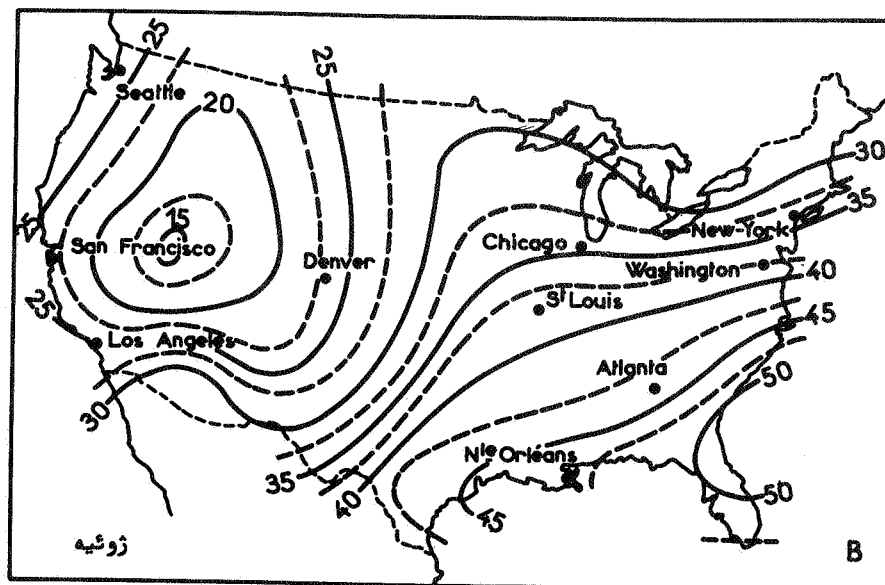 25
25
Seattle
20
30
15
35
25
San Francisco
New-York
Chicago
Denver
Washington
40
St Louis
25
45
Los Angeles
Atlanta
50
30
Nle Orléans
35
40
50
45
ژوئیه
B